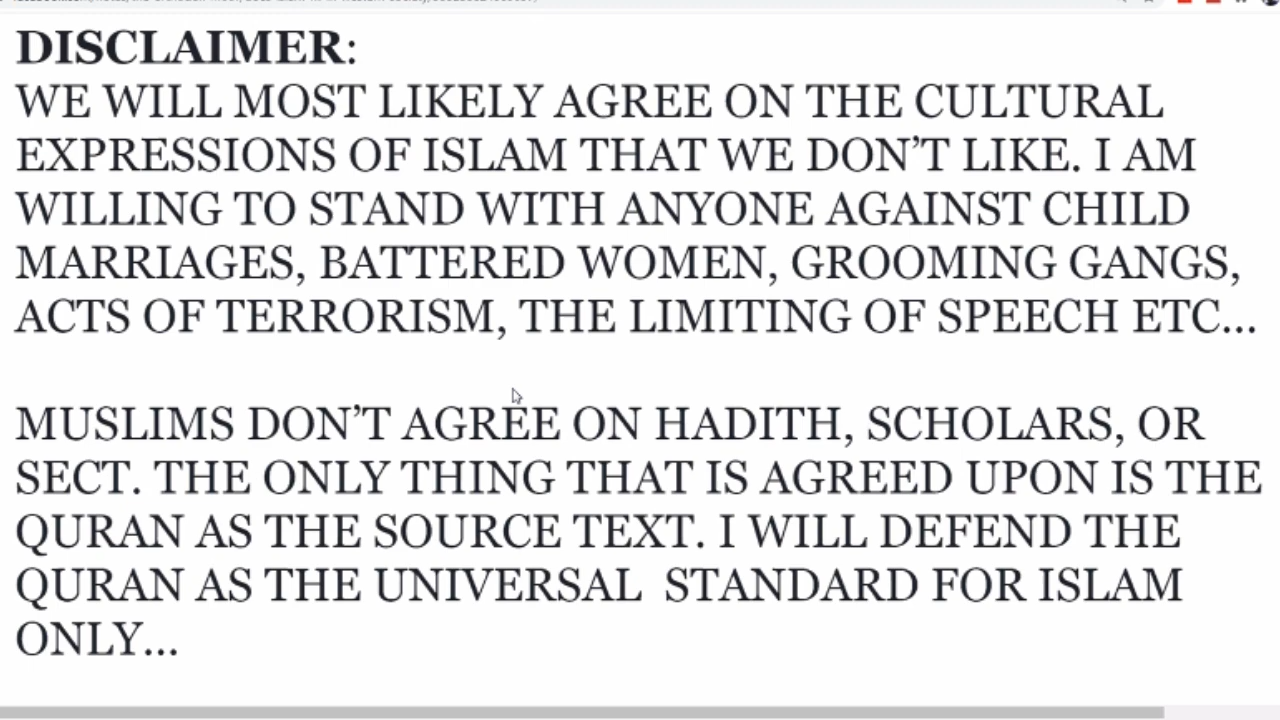 DISCLAIMER:
WE WILL MOST LIKELY AGREE ON THE CULTURAL
EXPRESSIONS OF ISLAM THAT WE DON’T LIKE. I AM
WILLING TO STAND WITH ANYONE AGAINST CHILD
MARRIAGES, BATTERED WOMEN, GROOMING GANGS,
ACTS OF TERRORISM, THE LIMITING OF SPEECH ETC...
MUSLIMS DON’T AGREE ON HADITH, SCHOLARS, OR
SECT. THE ONLY THING THAT IS AGREED UPON IS THE
QURAN AS THE SOURCE TEXT. I WILL DEFEND THE
QURAN AS THE UNIVERSAL  STANDARD FOR ISLAM
ONLY...